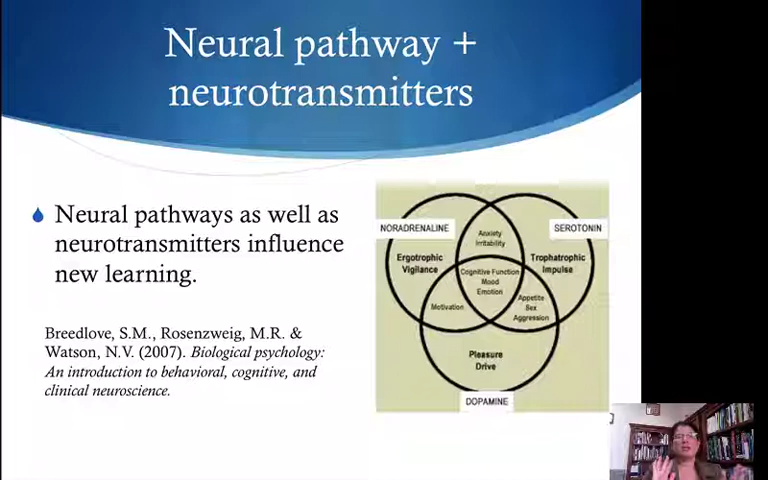 Neural pathway +
neurotransmitters
Neural pathways as well as
neurotransmitters influence
new learning.
Breedlove, S.M., Rosenzweig, M.R. &
Watson, N.V. (2007). Biological psychology:
An introduction to behavioral, cognitive, and
clinical neuroscience.
NORADRENALINE
SEROTONIN
Anxiety
Irritability
Ergotrophic
Vigilance
Trophatrophic
Impulse
Cognitive Function
Mood
Emotion
Motivation
Appetite
Sex
Aggression
Pleasure
Drive
DOPAMINE